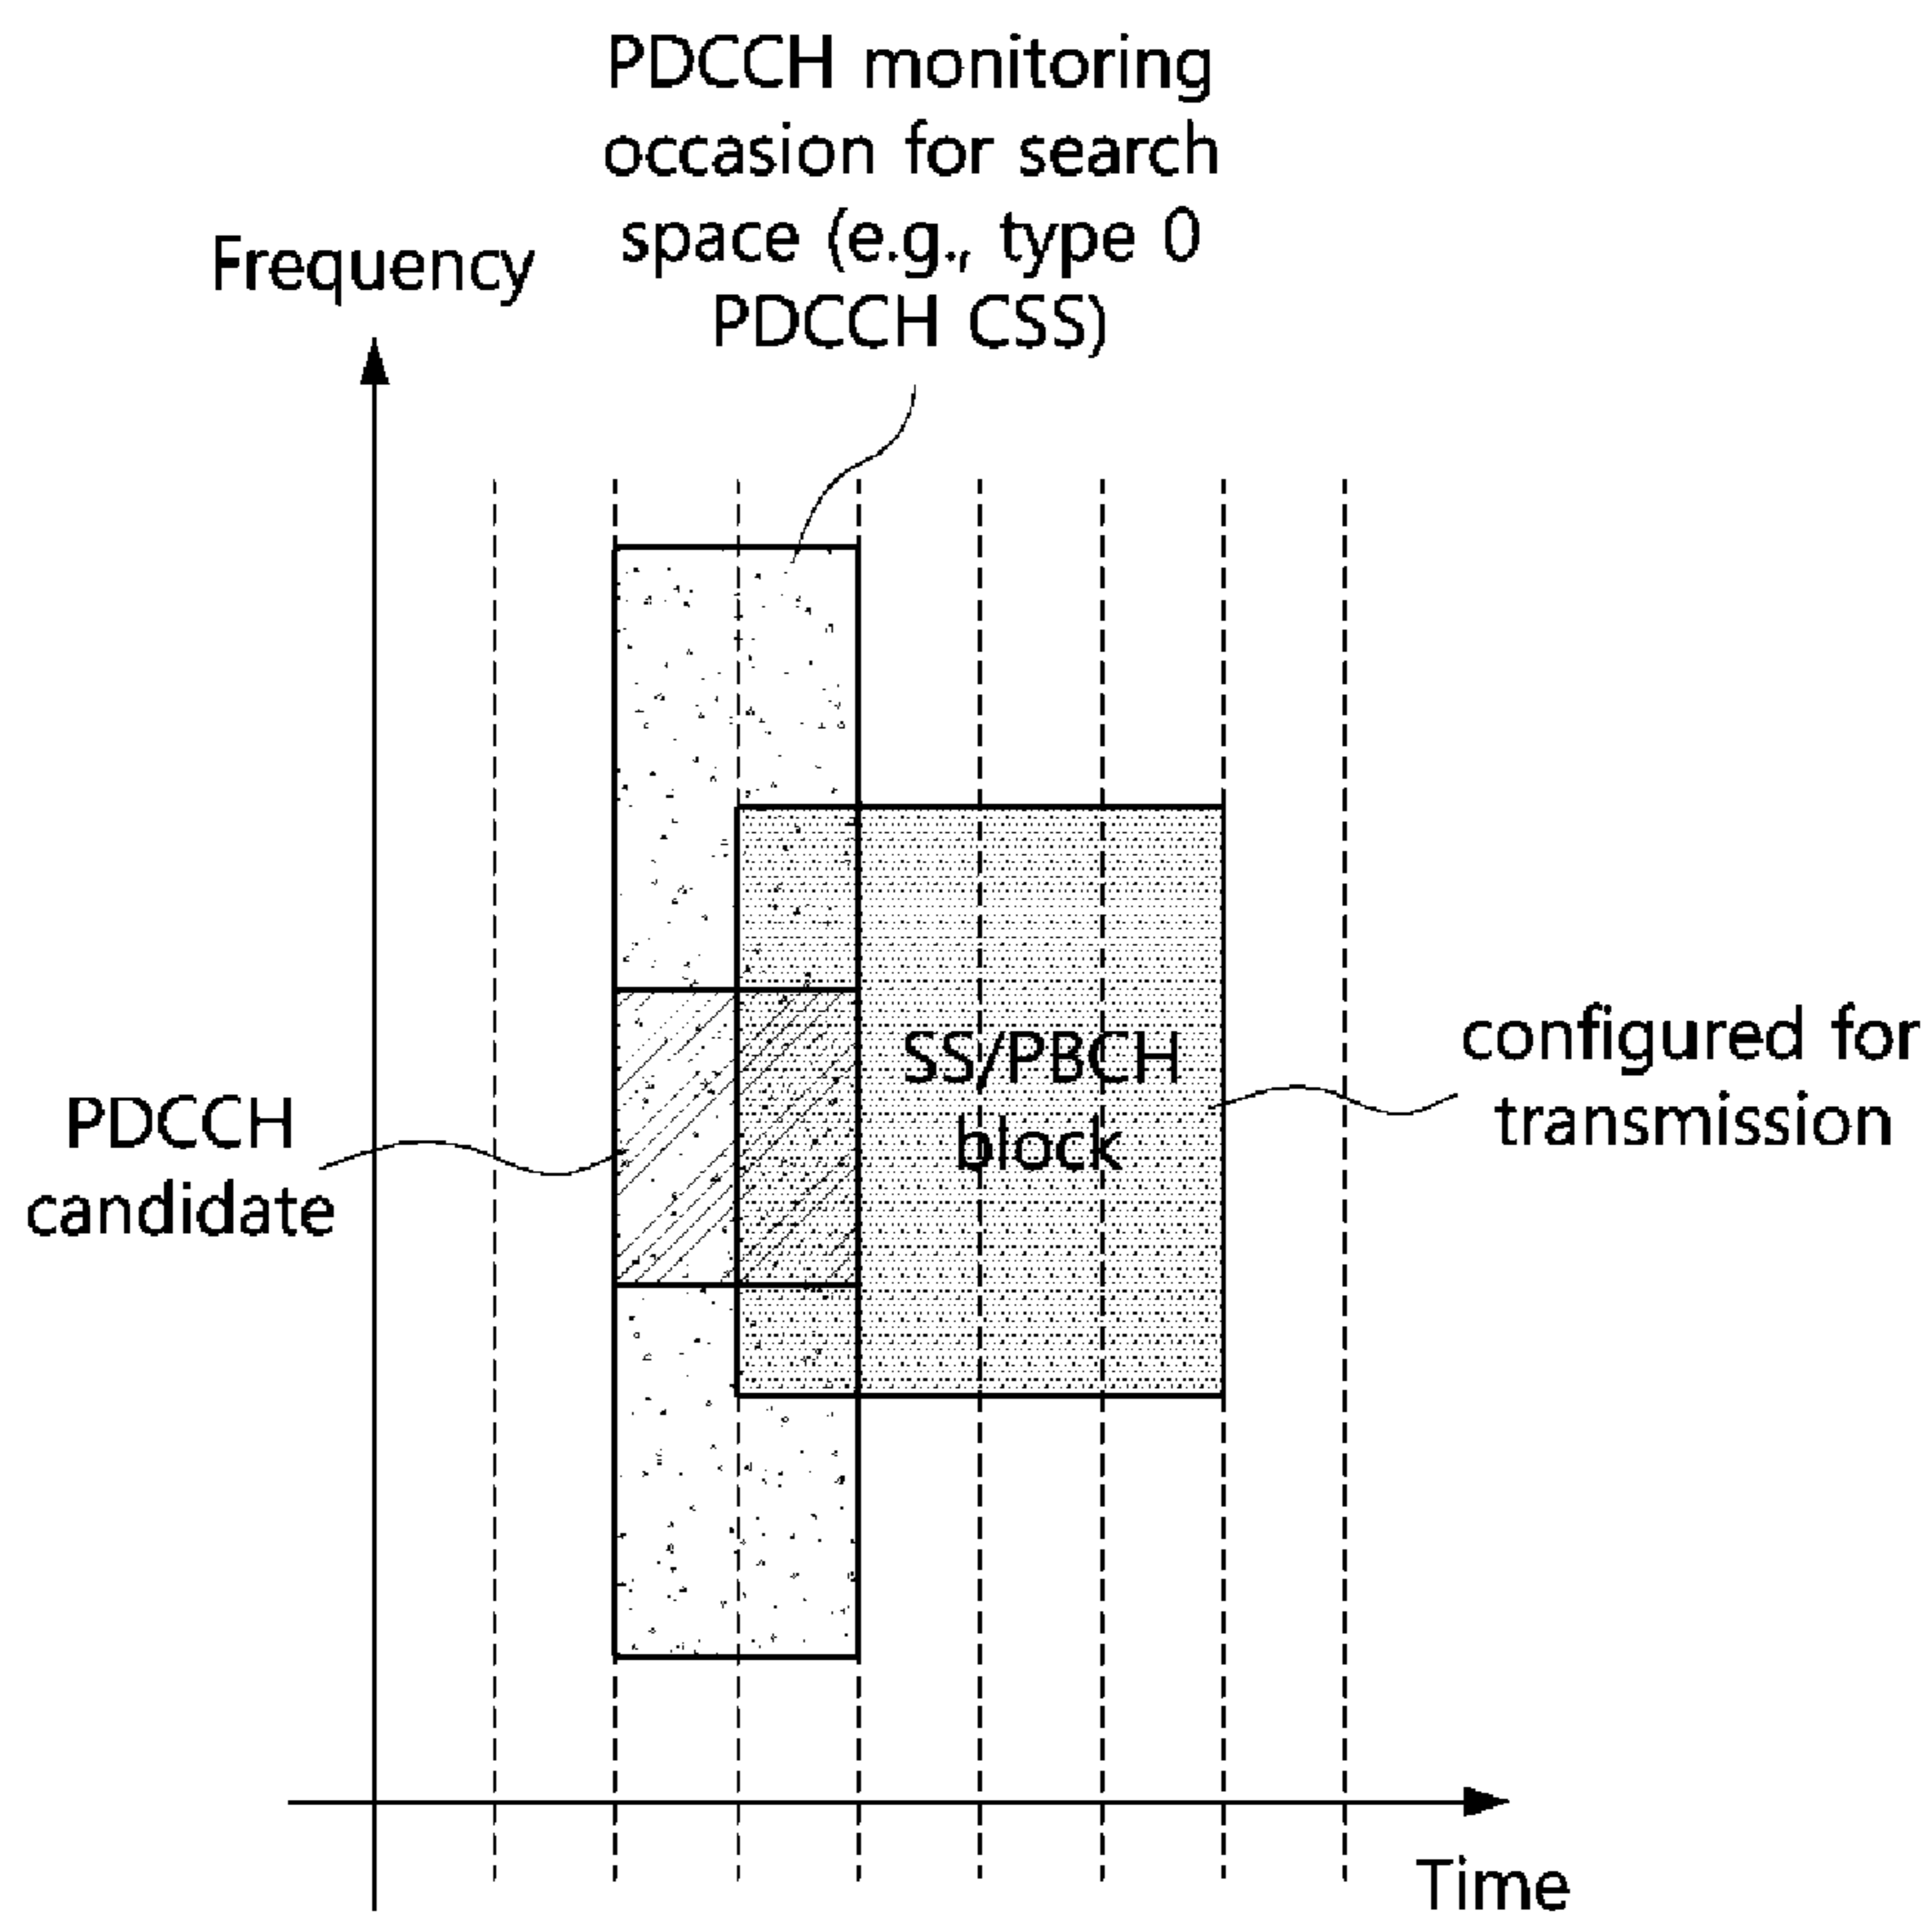 PDCCH monitoring
occasion for search
space (e.g., type 0
PDCCH CSS)
Frequency
SS/PBCH
block
configured for
transmission
PDCCH
candidate
Time